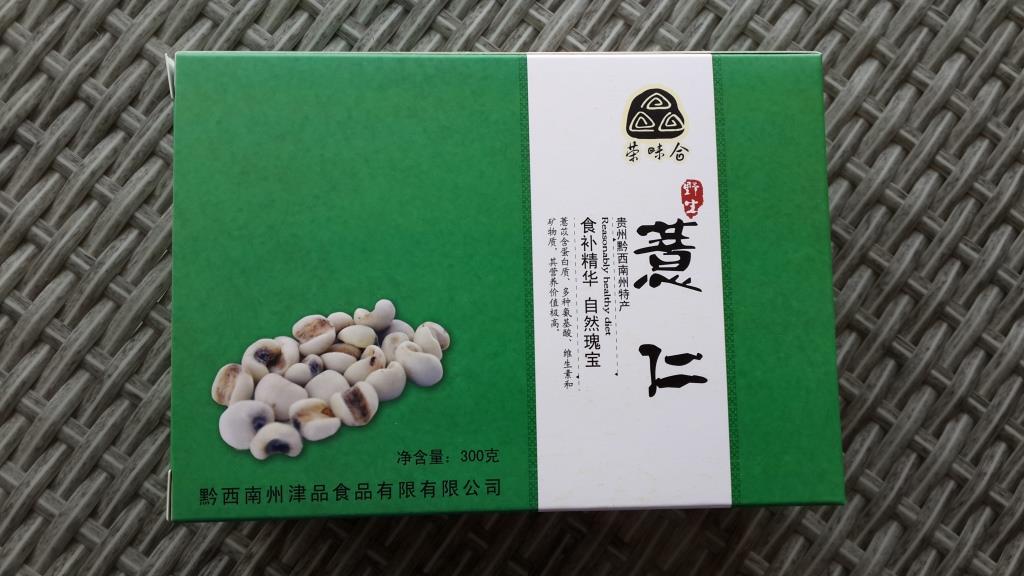 荣味合
野生
薏仁
贵州黔西南州特产
Reasonably healthy diet
食补精华 自然瑰宝
薏苡含蛋白质、多种氨基酸、维生素和
矿物质，其营养价值极高。
净含量：300克
黔西南州津品食品有限有限公司